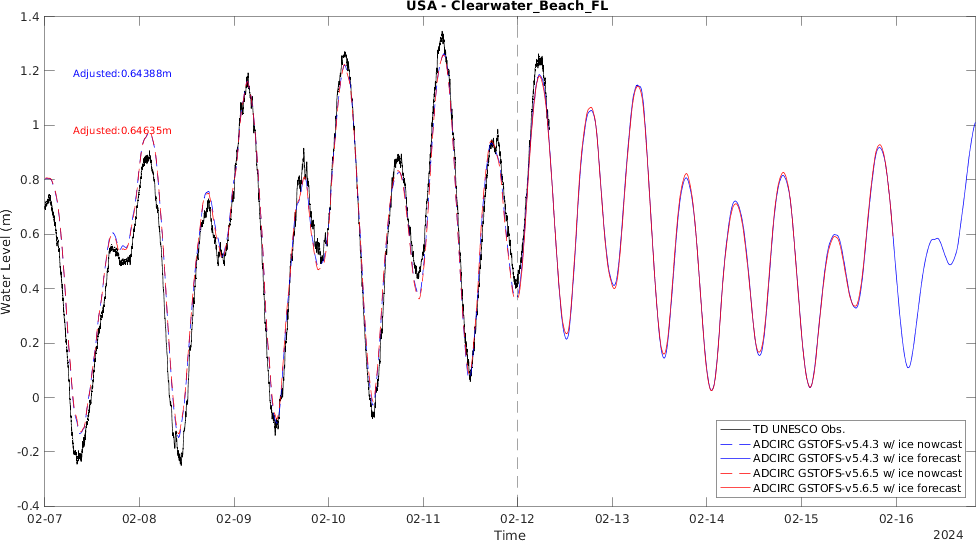 USA - Clearwater_Beach_FL
1.4
1.2
1
0.8
0.6
0.4
0.2
0
-0.2
-0.4
Water Level (m)
Adjusted:0.64388m
Adjusted:0.64635m
TD UNESCO Obs.
ADCIRC GSTOFS-v5.4.3 w/ ice nowcast
ADCIRC GSTOFS-v5.4.3 w/ ice forecast
ADCIRC GSTOFS-v5.6.5 w/ ice nowcast
ADCIRC GSTOFS-v5.6.5 w/ ice forecast
02-07 02-08 02-09 02-10 02-11 02-12 02-13 02-14 02-15 02-16
Time
2024